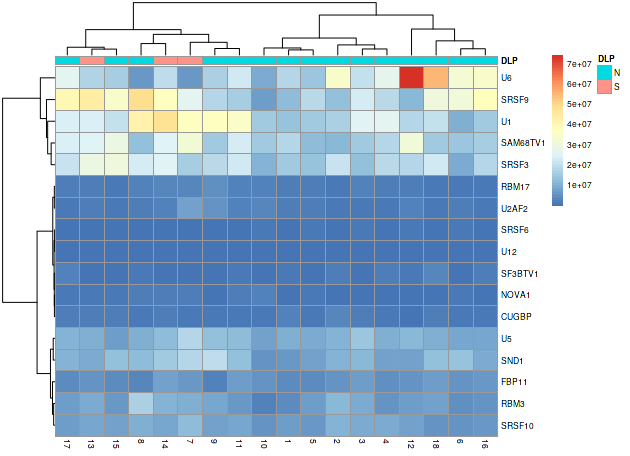 DLP
U6
SRSF9
U1
SAM68TV1
SRSF3
RBM17
U2AF2
SRSF6
U12
SF3BTV1
NOVA1
CUGBP
U5
SND1
FBP11
RBM3
SRSF10
17 13 15 8 14 7 9 11 10 1 5 2 3 4 12 18 6 16
7e+07
6e+07
5e+07
4e+07
3e+07
2e+07
1e+07
DLP
N
S